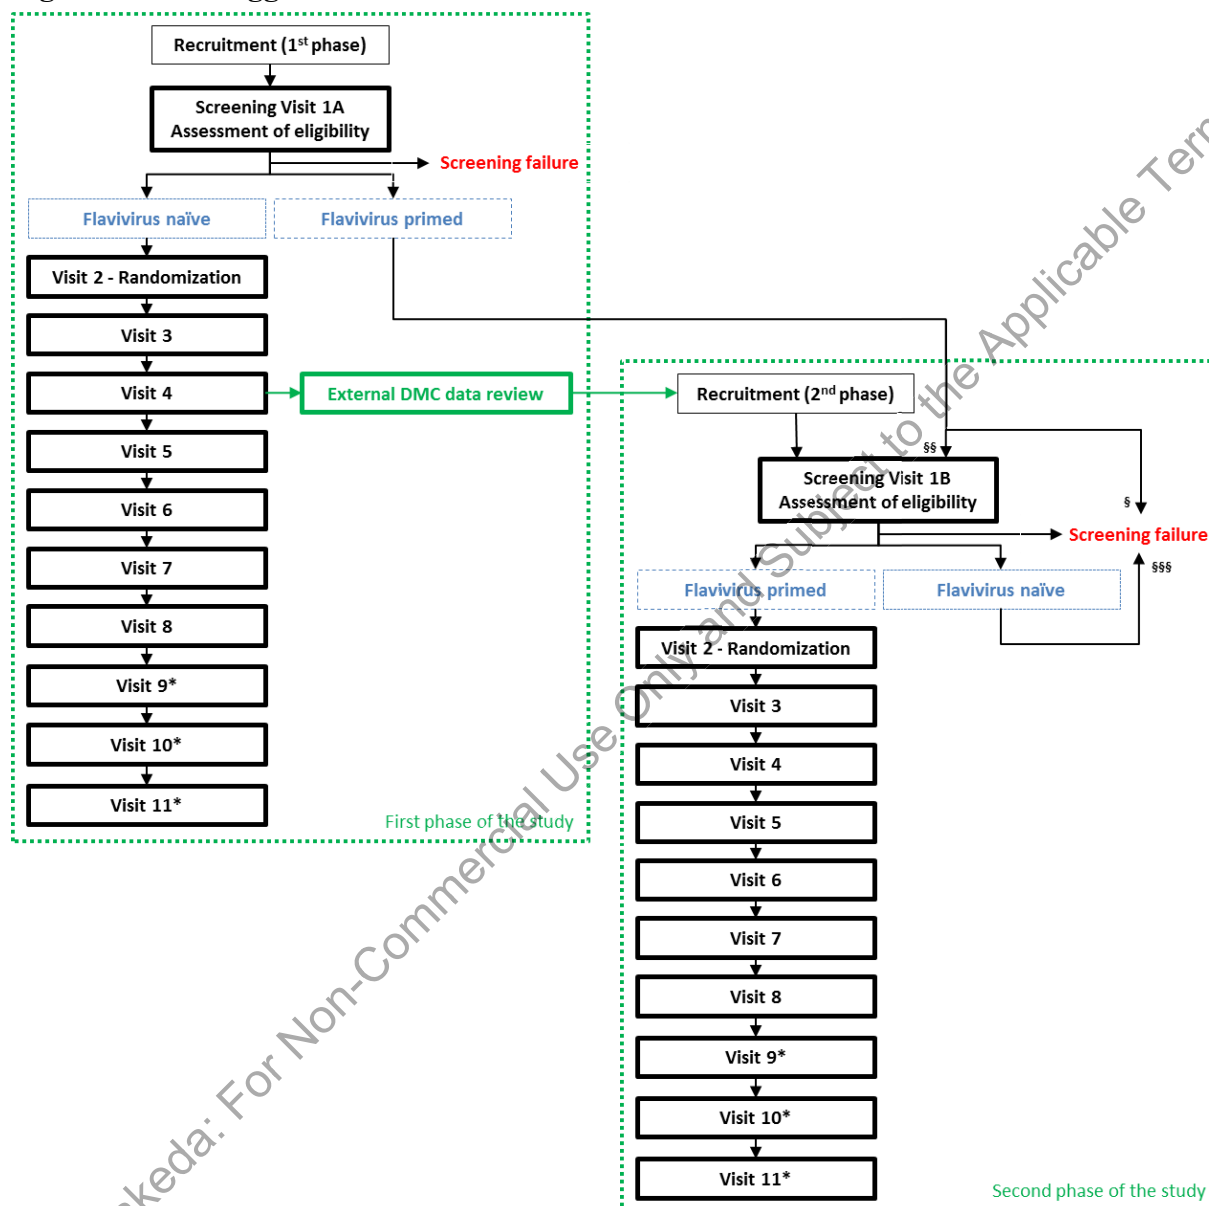 Recruitment (1st phase)
Screening Visit 1A
Assessment of eligibility
Screening failure
Flavivirus naïve
Flavivirus primed
Visit 2 - Randomization
Visit 3
Visit 4
External DMC data review
Visit 5
Visit 6
Visit 7
Visit 8
Visit 9*
Visit 10*
Visit 11*
First phase of the study
Recruitment (2nd phase)
§§
Screening Visit 1B
Assessment of eligibility
§
Screening failure
§§§
Flavivirus primed
Flavivirus naïve
Visit 2 - Randomization
Visit 3
Visit 4
Visit 5
Visit 6
Visit 7
Visit 8
Visit 9*
Visit 10*
Visit 11*
Second phase of the study
For Non-Commercial Use Only and Subject to the Applicable